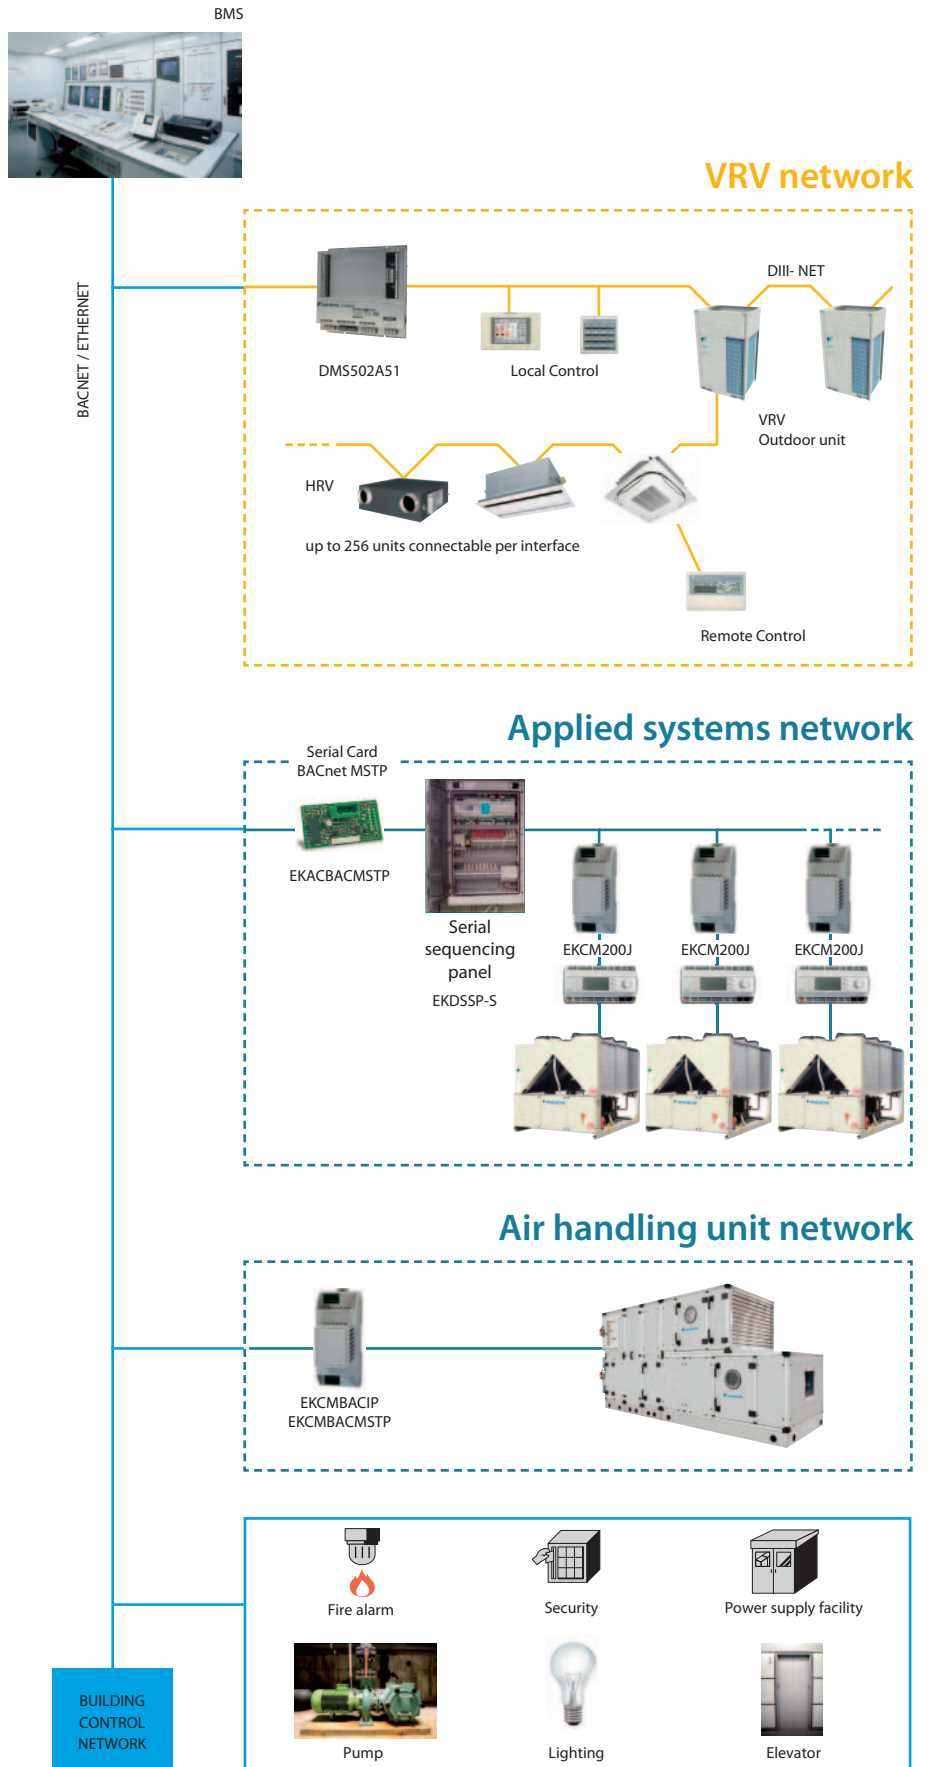 BMS
BACNET / ETHERNET
VRV network
DIII- NET
DMS502A51
Local Control
VRV
Outdoor unit
HRV
up to 256 units connectable per interface
Remote Control
Applied systems network
Serial Card
BACnet MSTP
EKACBACMSTP
Serial
sequencing
panel
EKDSSP-S
EKCM200J
EKCM200J
EKCM200J
Air handling unit network
EKCMBACIP
EKCMBACMSTP
Fire alarm
Security
Power supply facility
BUILDING
CONTROL
NETWORK
Pump
Lighting
Elevator